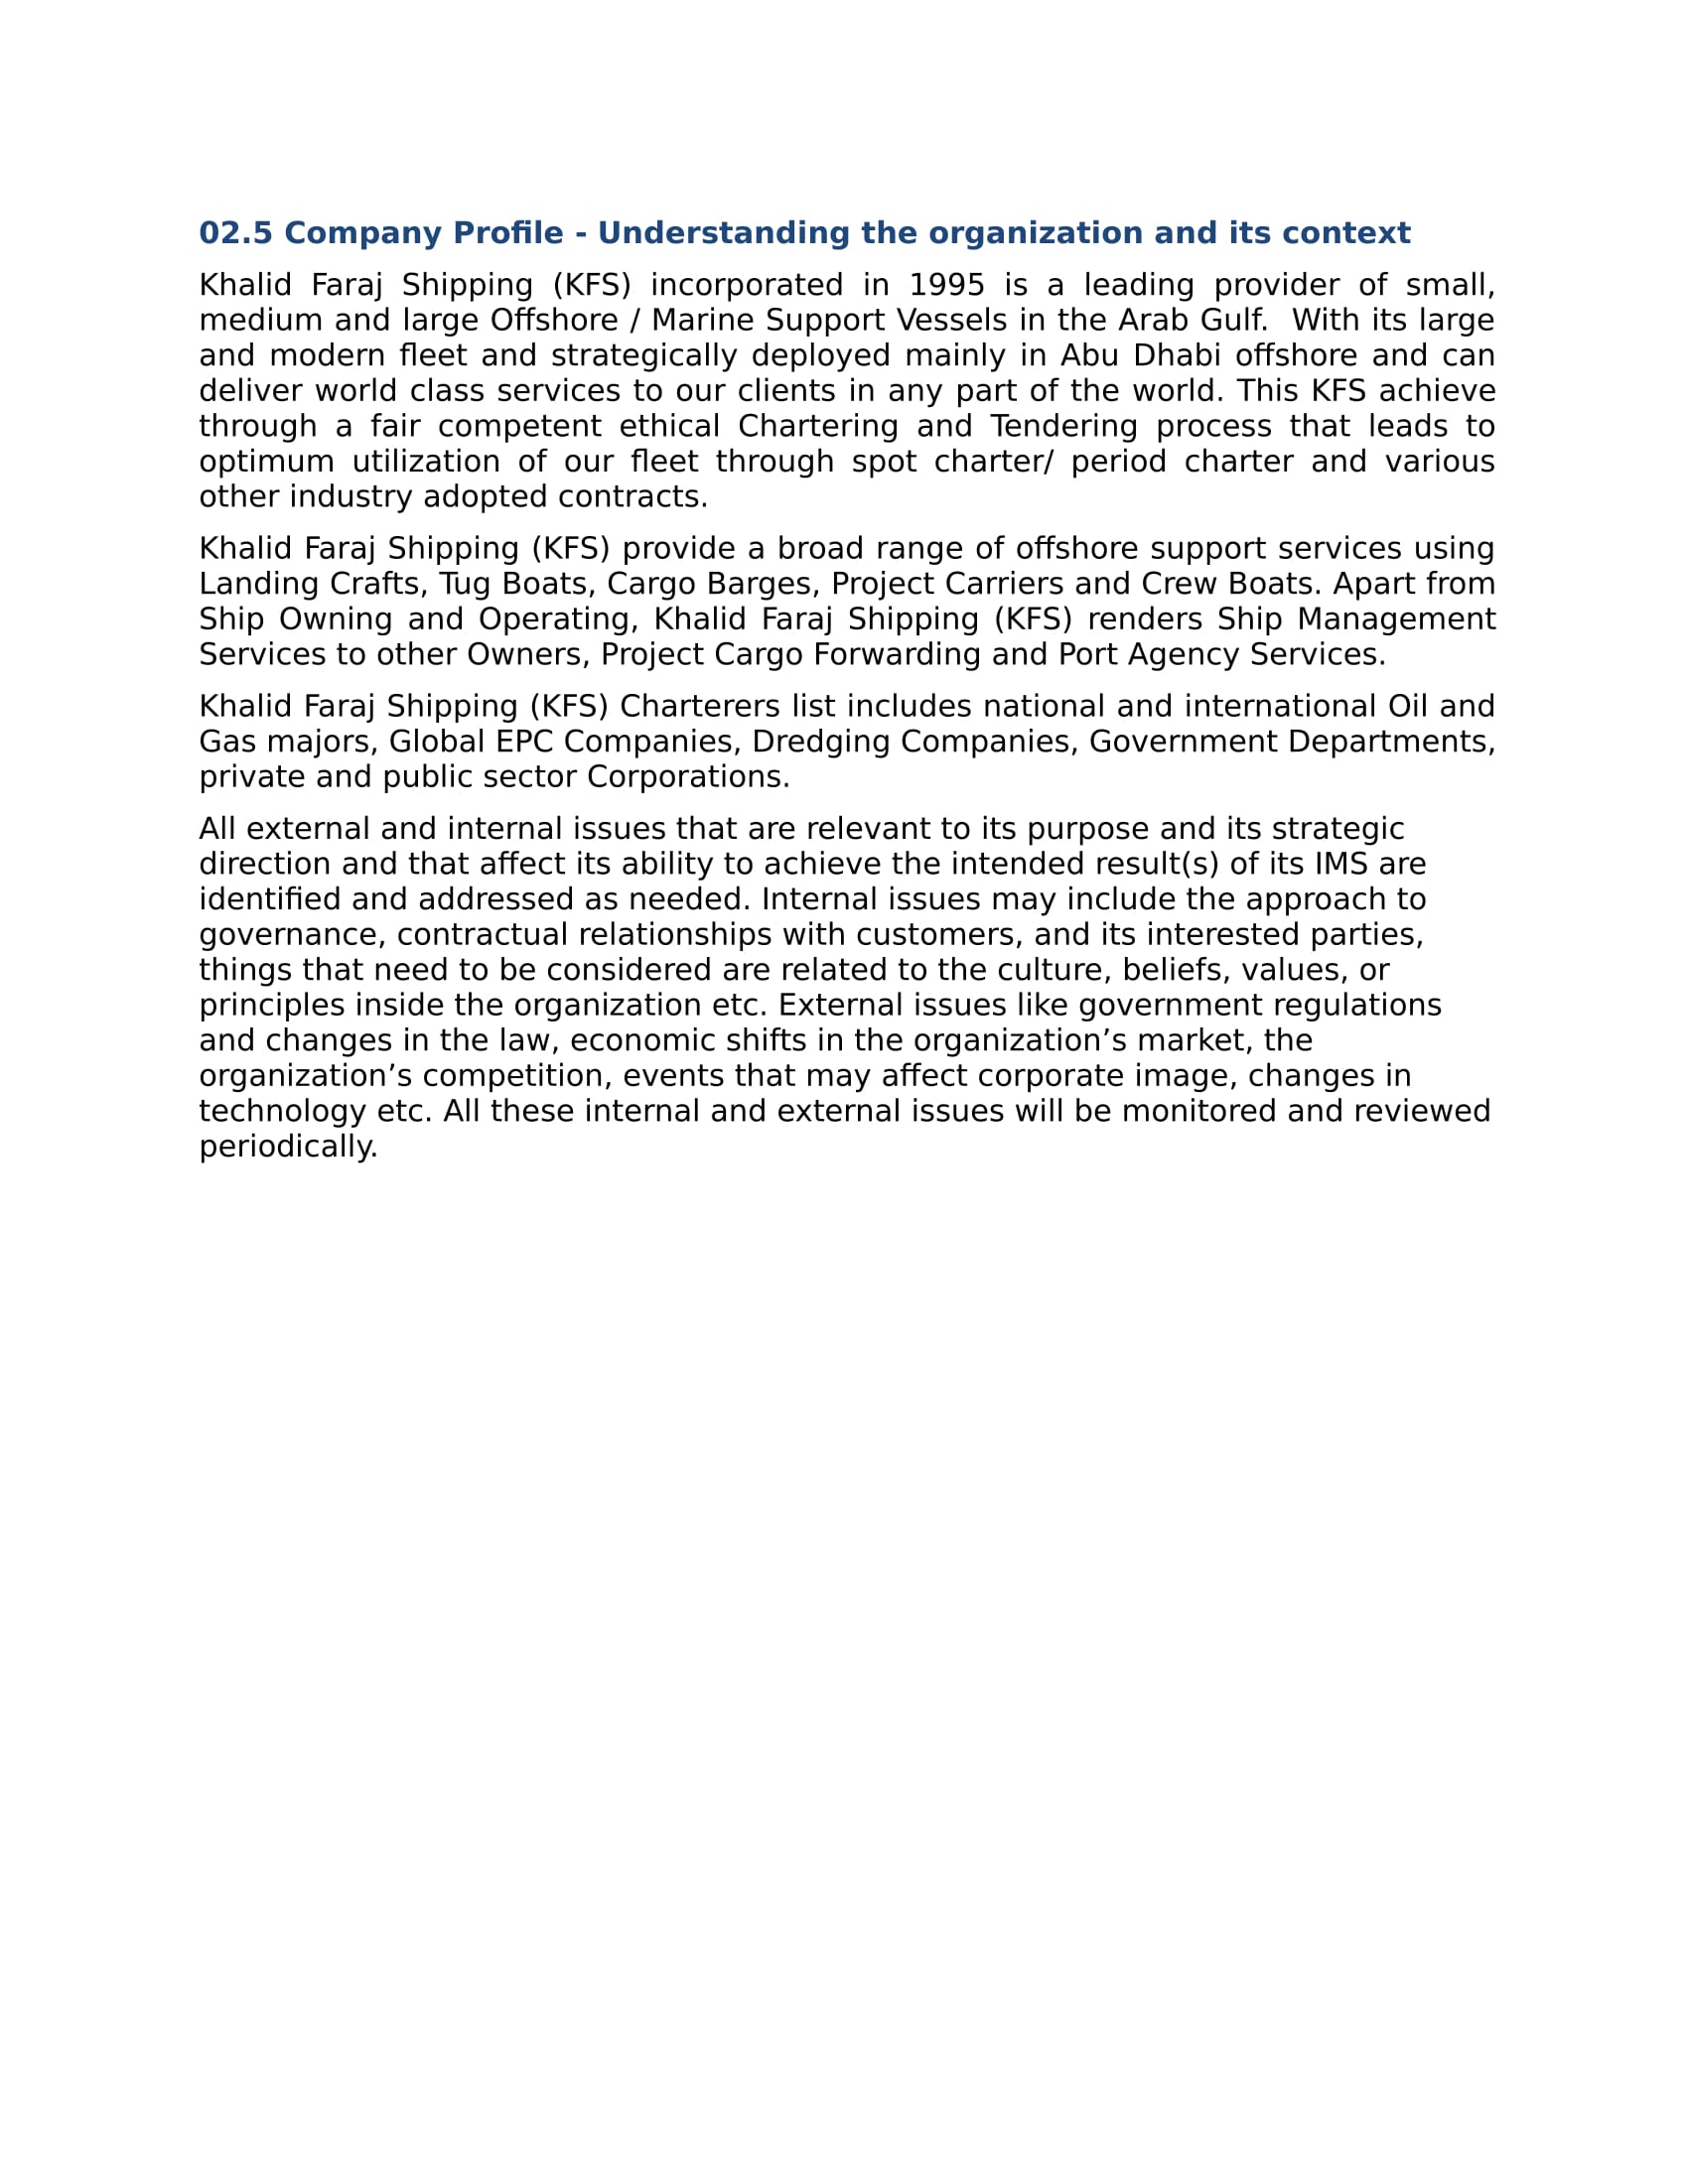 02.5 Company Profile - Understanding the organization and its context
Khalid Faraj Shipping (KFS) incorporated in 1995 is a leading provider of small,
medium and large Offshore / Marine Support Vessels in the Arab Gulf.  With its large
and modern fleet and strategically deployed mainly in Abu Dhabi offshore and can
deliver world class services to our clients in any part of the world. This KFS achieve
through a fair competent ethical Chartering and Tendering process that leads to
optimum utilization of our fleet through spot charter/ period charter and various
other industry adopted contracts.
Khalid Faraj Shipping (KFS) provide a broad range of offshore support services using
Landing Crafts, Tug Boats, Cargo Barges, Project Carriers and Crew Boats. Apart from
Ship Owning and Operating, Khalid Faraj Shipping (KFS) renders Ship Management
Services to other Owners, Project Cargo Forwarding and Port Agency Services.
Khalid Faraj Shipping (KFS) Charterers list includes national and international Oil and
Gas majors, Global EPC Companies, Dredging Companies, Government Departments,
private and public sector Corporations.
All external and internal issues that are relevant to its purpose and its strategic
direction and that affect its ability to achieve the intended result(s) of its IMS are
identified and addressed as needed. Internal issues may include the approach to
governance, contractual relationships with customers, and its interested parties,
things that need to be considered are related to the culture, beliefs, values, or
principles inside the organization etc. External issues like government regulations
and changes in the law, economic shifts in the organization’s market, the
organization’s competition, events that may affect corporate image, changes in
technology etc. All these internal and external issues will be monitored and reviewed
periodically.